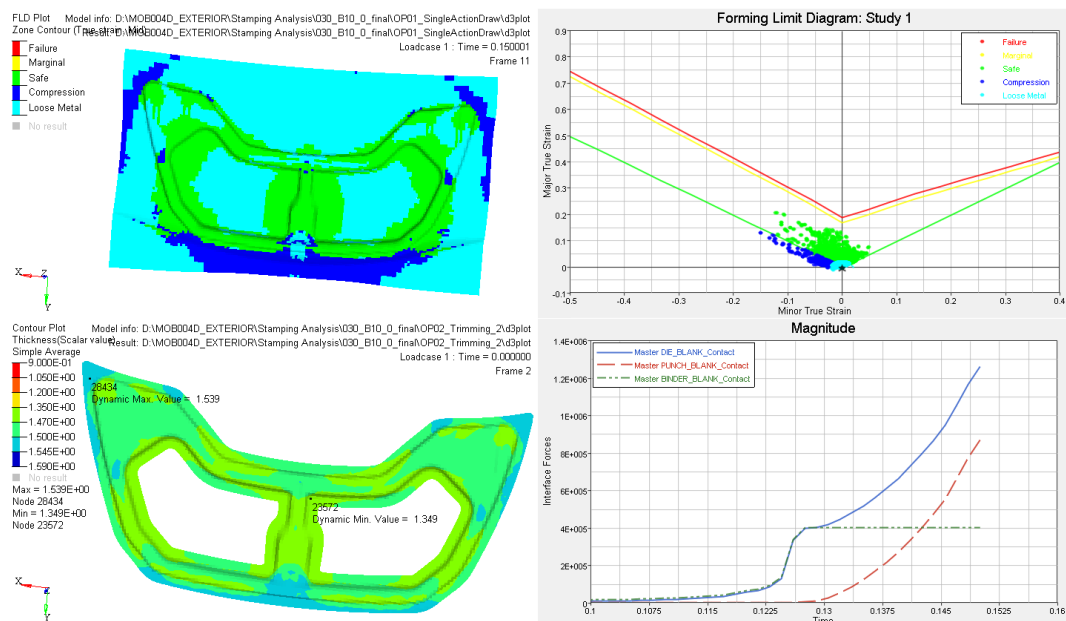 FLD Plot
Model info: D:\MOB004D_EXTERIOR\Stamping Analysis\030_B10_0_final\OP01_SingleActionDraw\d3plot
Zone Contour (True strain, Mid)
Result: D:\MOB004D_EXTERIOR\Stamping Analysis\030_B10_0_final\OP01_SingleActionDraw\d3plot
Loadcase 1 : Time = 0.150001
Frame 11
Failure
Marginal
Safe
Compression
Loose Metal
No result
X
Z
Y
Forming Limit Diagram: Study 1
Failure
Marginal
Safe
Compression
Loose Metal
Major True Strain
0.9
0.8
0.7
0.6
0.5
0.4
0.3
0.2
0.1
0
-0.1
-0.5
-0.4
-0.3
-0.2
-0.1
0
0.1
0.2
0.3
0.4
Minor True Strain
Contour Plot
Model info: D:\MOB004D_EXTERIOR\Stamping Analysis\030_B10_0_final\OP02_Trimming_2\d3plot
Thickness(Scalar value)
Result: D:\MOB004D_EXTERIOR\Stamping Analysis\030_B10_0_final\OP02_Trimming_2\d3plot
Simple Average
Loadcase 1 : Time = 0.000000
Frame 2
9.000E-01
1.050E+00
1.200E+00
1.350E+00
1.470E+00
1.500E+00
1.545E+00
1.590E+00
No result
Max = 1.539E+00
Node 28434
Min = 1.349E+00
Node 23572
28434
Dynamic Max. Value = 1.539
23572
Dynamic Min. Value = 1.349
X
Y
Magnitude
Master DIE_BLANK_Contact
Master PUNCH_BLANK_Contact
Master BINDER_BLANK_Contact
Interface Forces
1.4E+006
1.2E+006
1E+006
8E+005
6E+005
4E+005
2E+005
0
0.1
0.1075
0.115
0.1225
0.13
0.1375
0.145
0.1525
0.16
Time